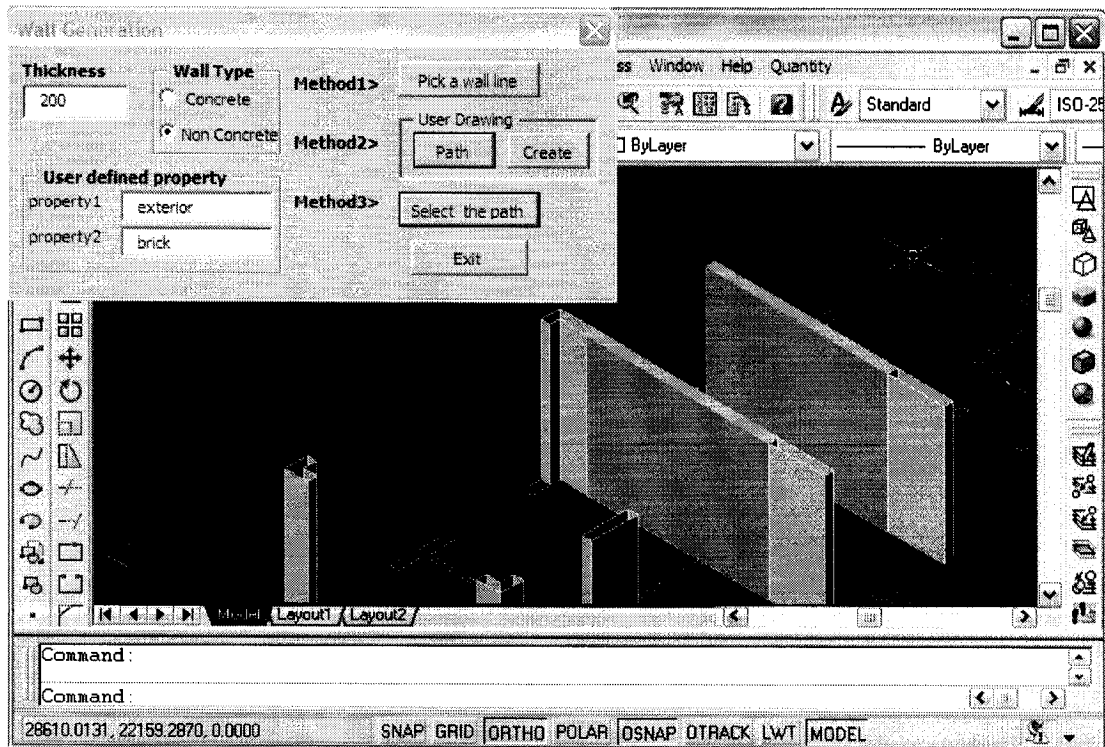 Wall Generation
Thickness
200
Wall Type
Concrete
Non Concrete
User defined property
property1
exterior
property2
brick
Method1>
Pick a wall line
Method2>
User Drawing
Path
Create
Method3>
Select the path
Exit
ss Window Help Quantity
Standard
ISO-25
ByLayer
ByLayer
Model
Layout1
Layout2
Command:
Command:
28610.0131, 22159.2870, 0.0000
SNAP GRID ORTHO POLAR OSNAP OTRACK LWT MODEL